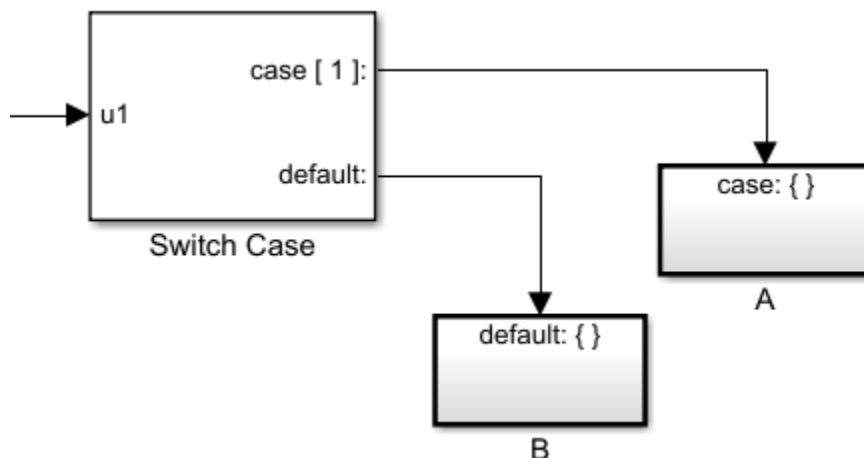 case [ 1 ]:
u1
default:
Switch Case
case: { }
A
default: { }
B